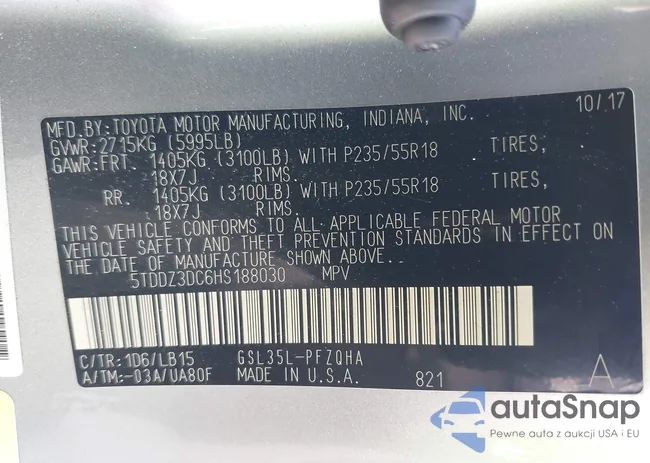 10/17
MFD.BY:TOYOTA MOTOR MANUFACTURING, INDIANA, INC.
GVWR:2715KG (5995LB)
GAWR:FRT. 1405KG (3100LB) WITH P235/55R18 TIRES,
18X7J RIMS.
RR. 1405KG (3100LB) WITH P235/55R18 TIRES,
18X7J RIMS.
THIS VEHICLE CONFORMS TO ALL APPLICABLE FEDERAL MOTOR
VEHICLE SAFETY AND THEFT PREVENTION STANDARDS IN EFFECT ON
THE DATE OF MANUFACTURE SHOWN ABOVE.
5TDDZ3DC6HS188030 MPV
C/TR:1D6/LB15 GSL35L-PFZQHA
A/TM:-03A/UA80F MADE IN U.S.A. 821 A
autaSnap
Pewne auta z aukcji USA i EU